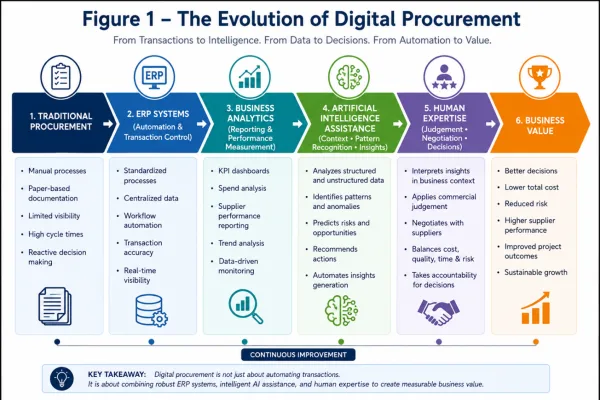 Figure 1 – The Evolution of Digital Procurement
From Transactions to Intelligence. From Data to Decisions. From Automation to Value.
ERP
1. TRADITIONAL
PROCUREMENT
2. ERP SYSTEMS
(Automation &
Transaction Control)
3. BUSINESS
ANALYTICS
(Reporting &
Performance
Measurement)
4. ARTIFICIAL
INTELLIGENCE
ASSISTANCE
(Context • Pattern
Recognition • Insights)
5. HUMAN
EXPERTISE
(Judgement •
Negotiation •
Decisions)
6. BUSINESS
VALUE
• Manual processes
• Paper-based
documentation
• Limited visibility
• High cycle times
• Reactive decision
making
• Standardized
processes
• Centralized data
• Workflow
automation
• Transaction
accuracy
• Real-time
visibility
• KPI dashboards
• Spend analysis
• Supplier
performance
reporting
• Trend analysis
• Data-driven
monitoring
• Analyzes structured
and unstructured data
• Identifies patterns
and anomalies
• Predicts risks and
opportunities
• Recommends
actions
• Automates insights
generation
• Interprets insights
in business context
• Applies commercial
judgement
• Negotiates with
suppliers
• Balances cost,
quality, time & risk
• Takes accountability
for decisions
• Better decisions
• Lower total cost
• Reduced risk
• Higher supplier
performance
• Improved project
outcomes
• Sustainable growth
CONTINUOUS IMPROVEMENT
KEY TAKEAWAY: Digital procurement is not just about automating transactions.
It is about combining robust ERP systems, intelligent AI assistance, and human expertise to create measurable business value.